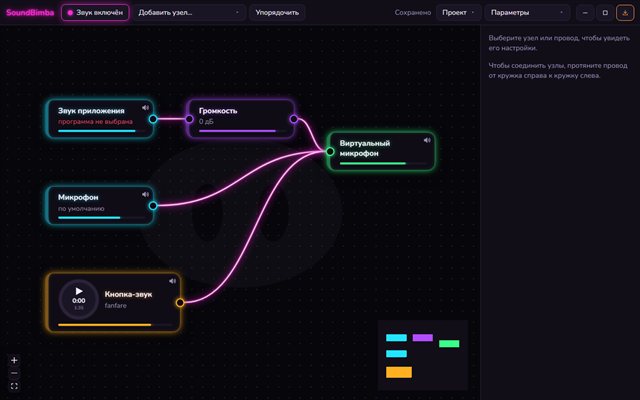 SoundBimba
Звук включён
Добавить узел...
Упорядочить
Сохранено
Проект
Параметры
Выберите узел или провод, чтобы увидеть
его настройки.
Чтобы соединить узлы, протяните провод
от кружка справа к кружку слева.
Звук приложения
программа не выбрана
Громкость
0 дБ
Виртуальный
микрофон
Микрофон
по умолчанию
0:00
Кнопка-звук
fanfare